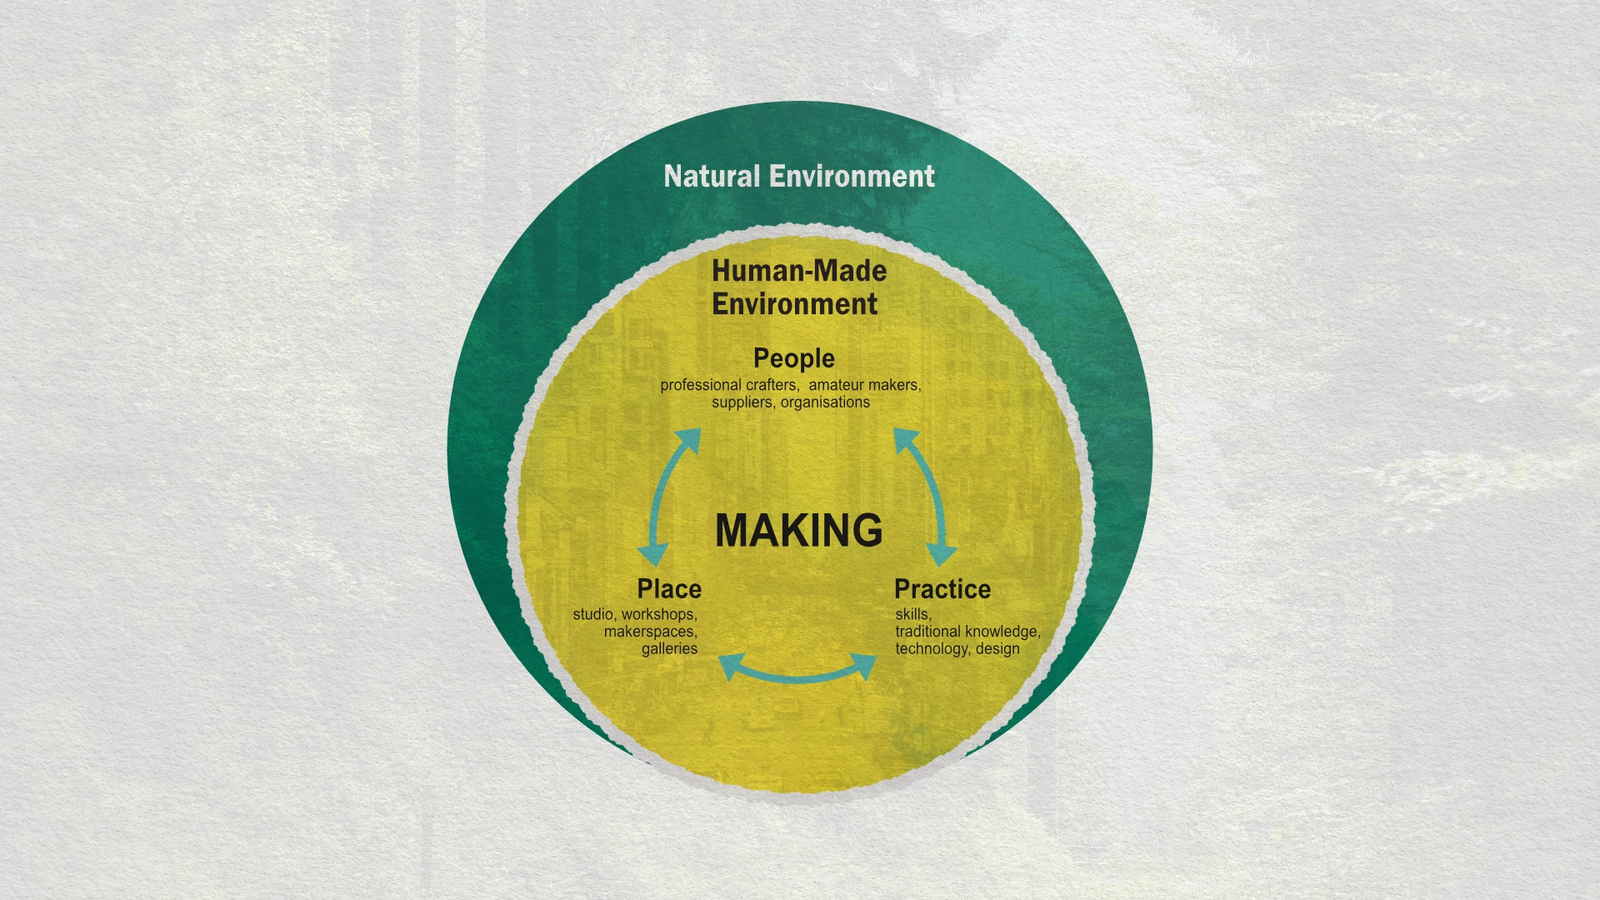 Natural Environment
Human-Made
Environment
People
professional crafters, amateur makers,
suppliers, organisations
MAKING
Place
studio, workshops,
makerspaces,
galleries
Practice
skills,
traditional knowledge,
technology, design